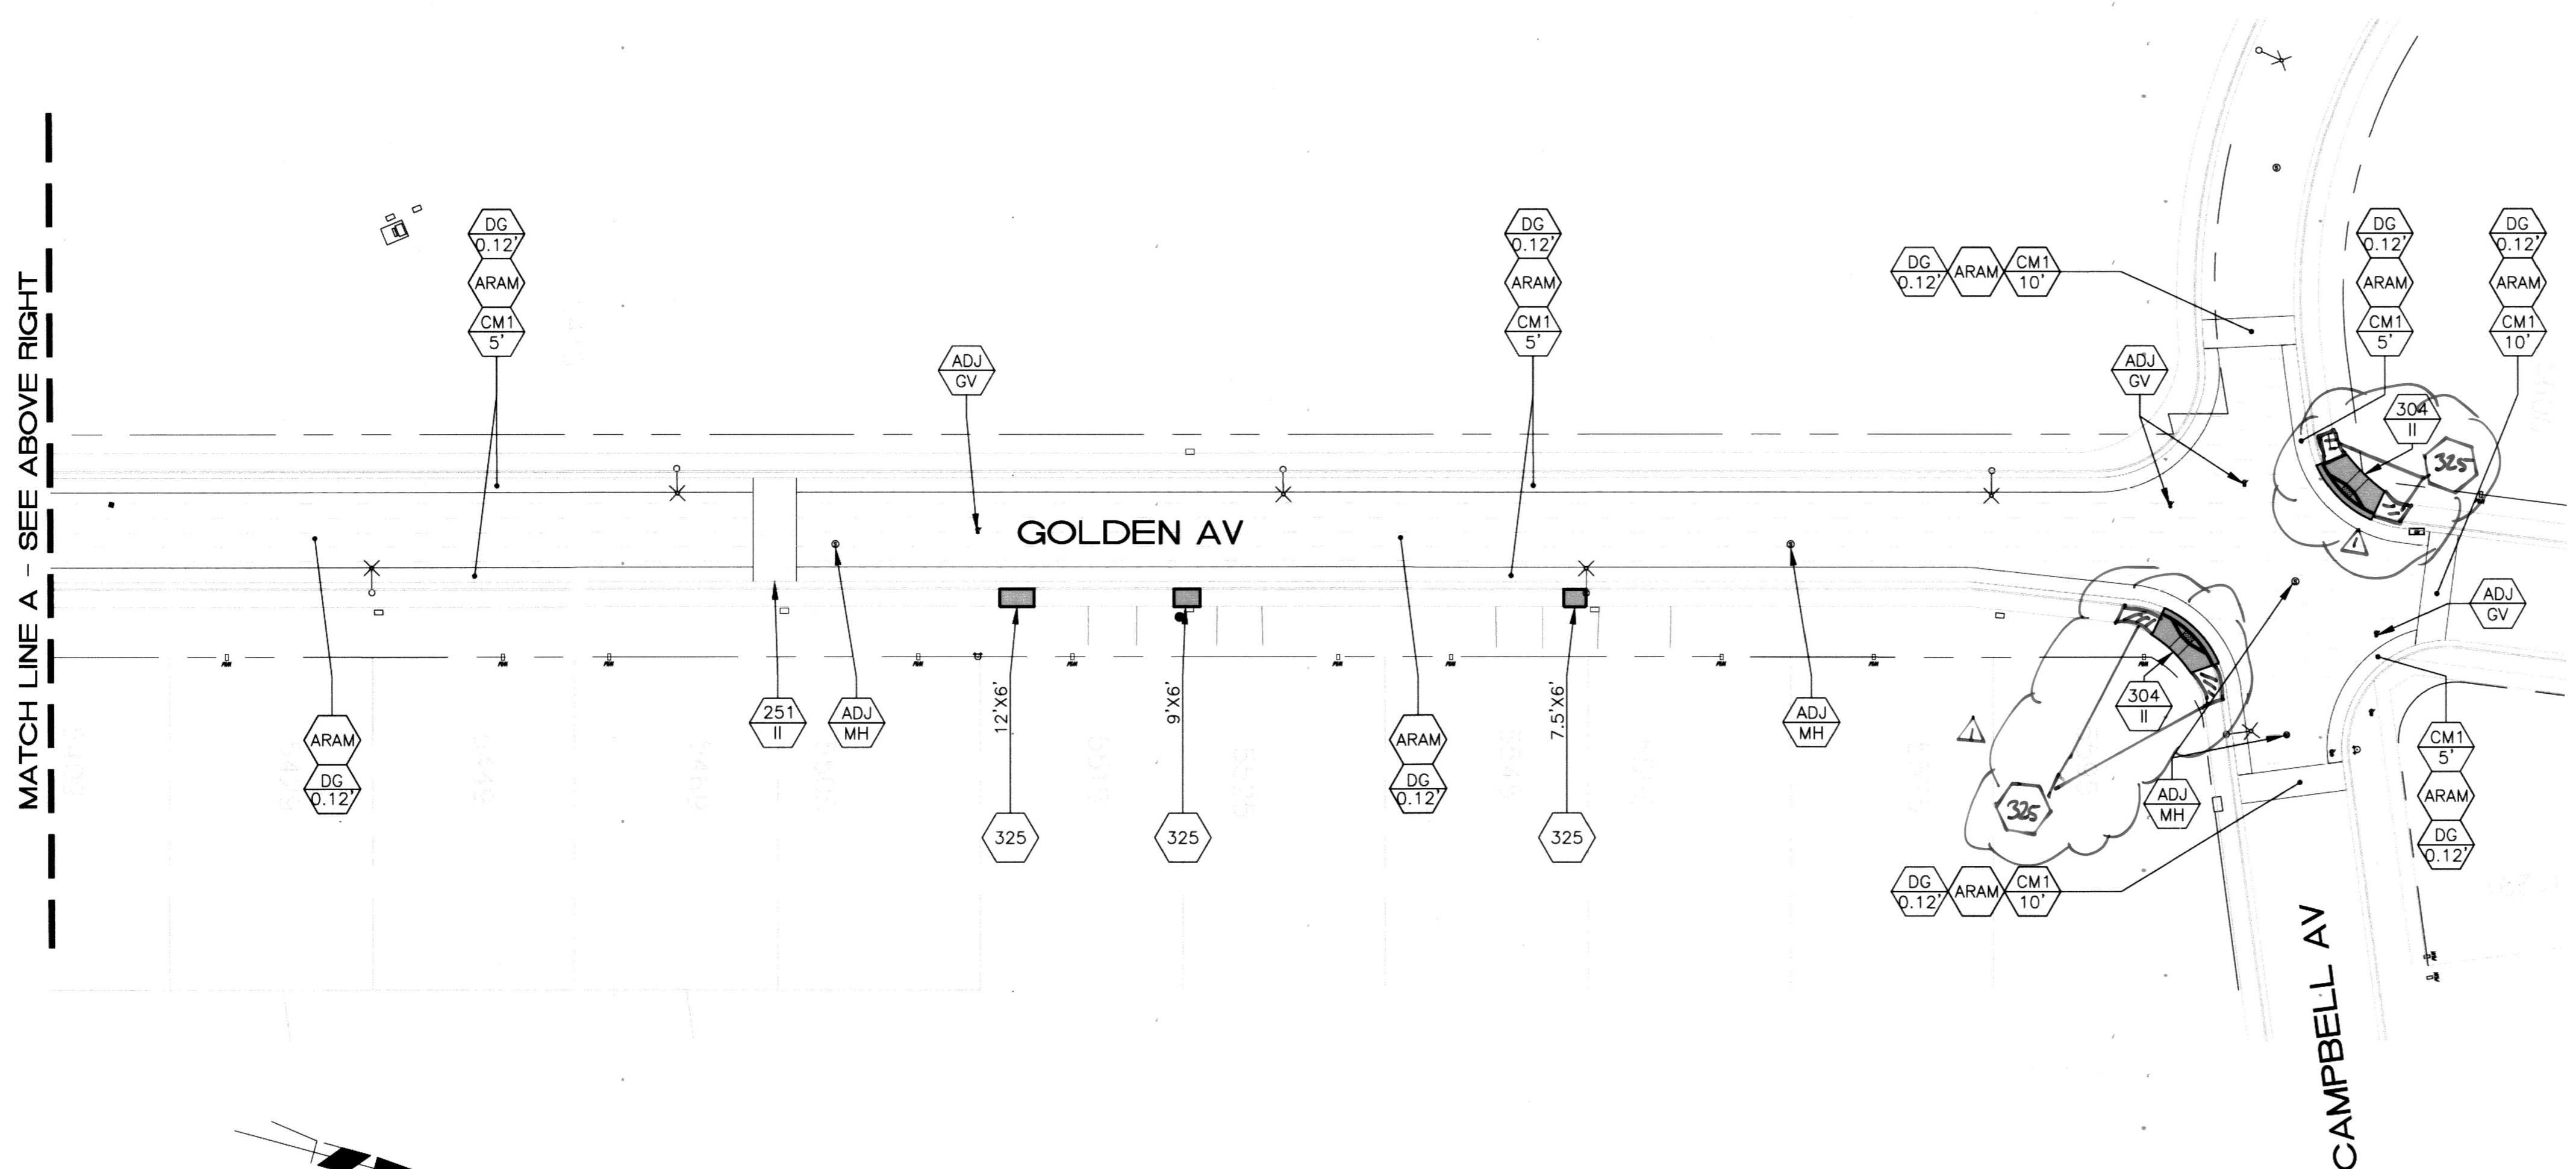 MATCH LINE A - SEE ABOVE RIGHT
DG
0.12'
ARAM
CM1
5'
ADJ
GV
DG
0.12'
ARAM
CM1
5'
DG
0.12'
ARAM
CM1
10'
ADJ
GV
DG
0.12'
ARAM
CM1
5'
DG
0.12'
ARAM
CM1
10'
304
II
325
1
GOLDEN AV
ADJ
GV
ARAM
DG
0.12'
251
II
ADJ
MH
12'X6'
325
9'X6'
325
ARAM
DG
0.12'
7.5'X6'
325
ADJ
MH
1
304
II
325
ADJ
MH
CM1
5'
ARAM
DG
0.12'
DG
0.12'
ARAM
CM1
10'
CAMPBELL AV